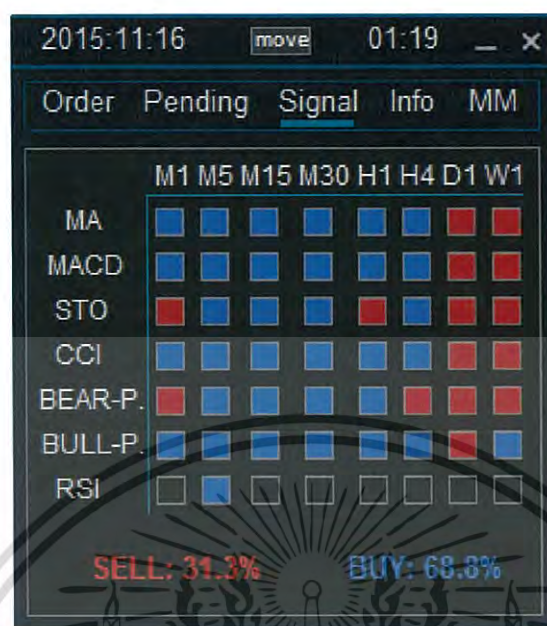 2015:11:16 move 01:19
Order Pending Signal Info MM
M1 M5 M15 M30 H1 H4 D1 W1
MA
MACD
STO
CCI
BEAR-P.
BULL-P.
RSI
SELL: 31.3% BUY: 68.8%